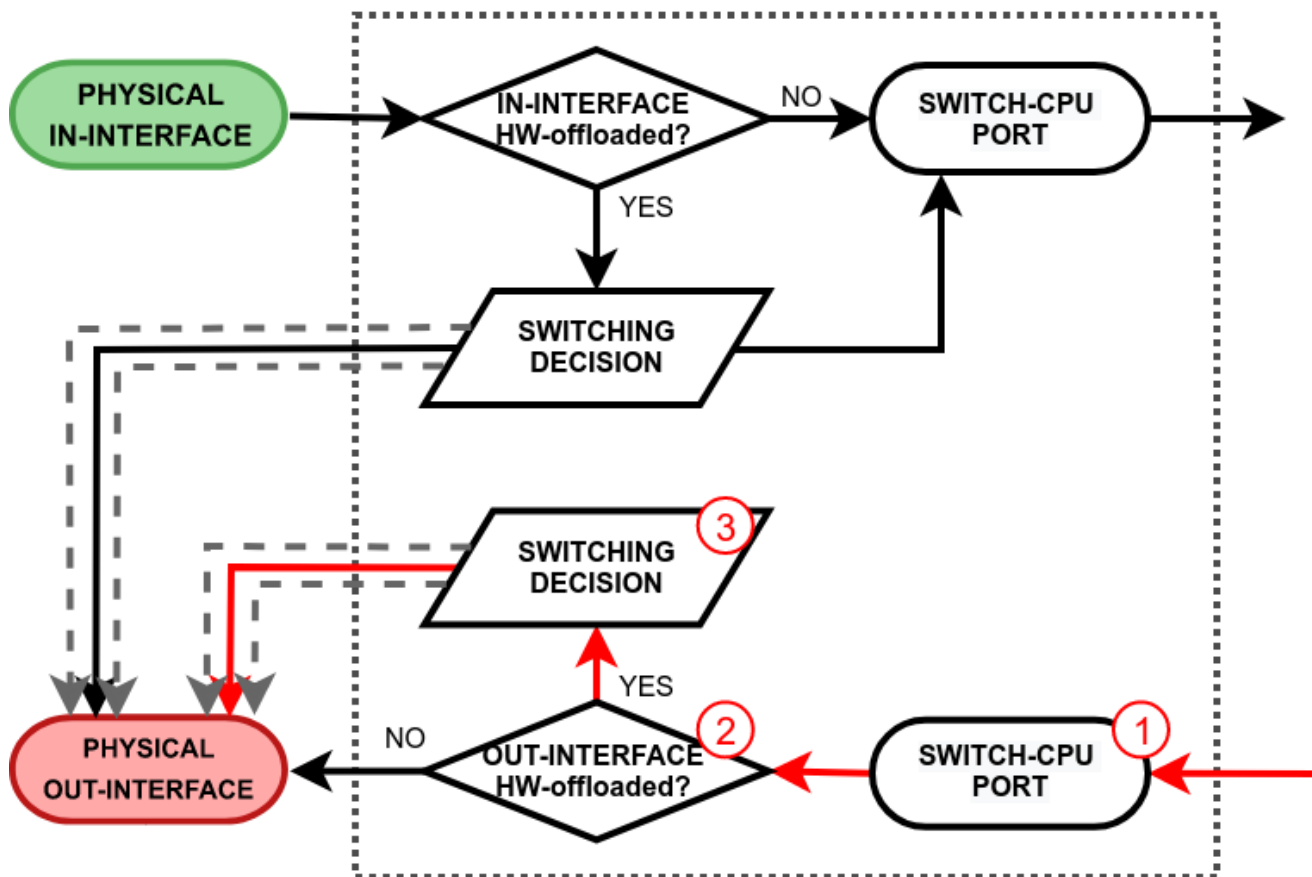 PHYSICAL
IN-INTERFACE
IN-INTERFACE
HW-offloaded?
NO
SWITCH-CPU
PORT
YES
SWITCHING
DECISION
SWITCHING
DECISION
3
YES
NO
PHYSICAL
OUT-INTERFACE
OUT-INTERFACE
HW-offloaded?
2
SWITCH-CPU
PORT
1